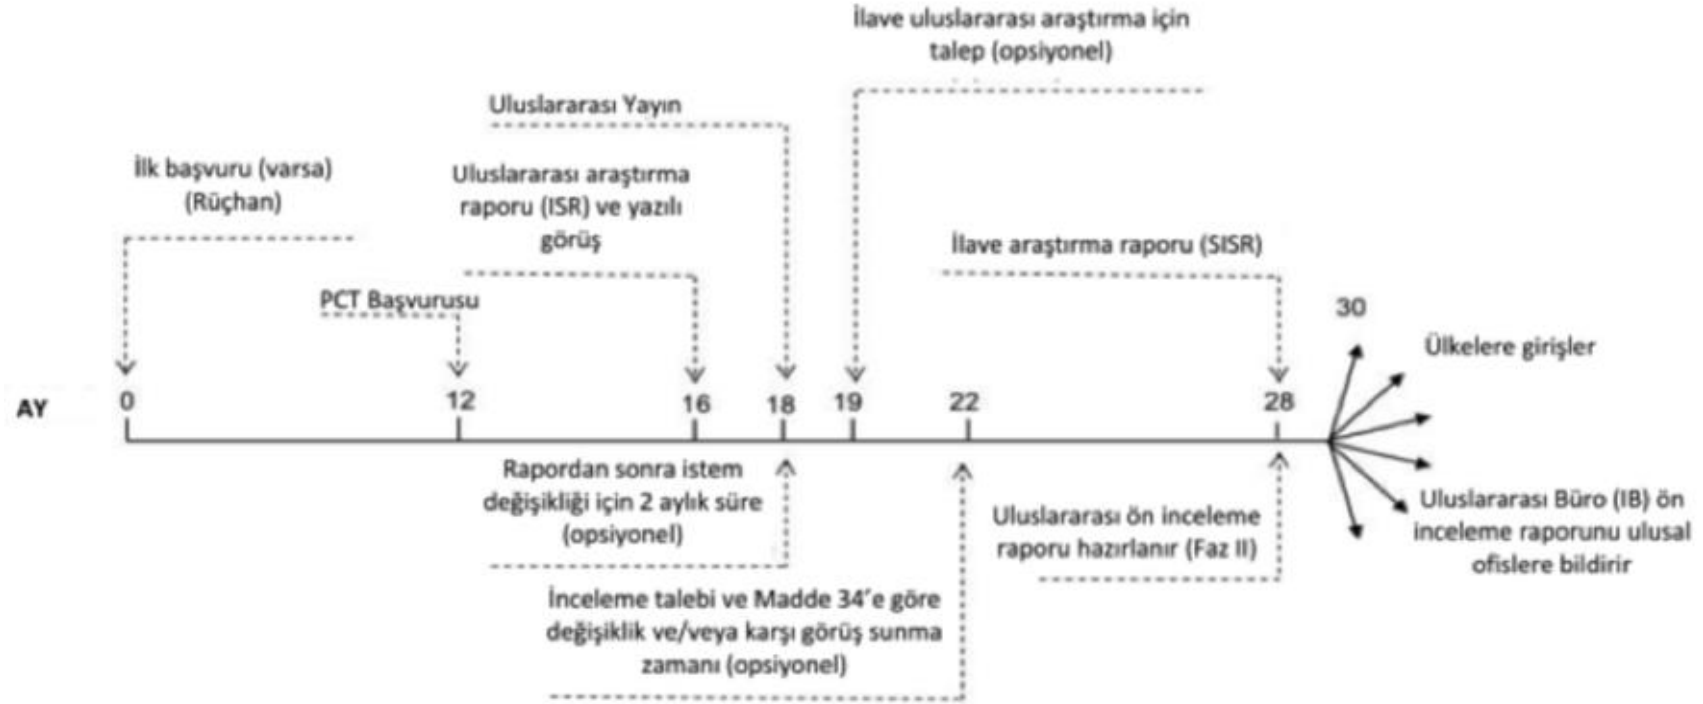 İlave uluslararası araştırma için
talep (opsiyonel)
Uluslararası Yayın
İlk başvuru (varsa)
(Rüçhan)
Uluslararası araştırma
raporu (ISR) ve yazılı
görüş
İlave araştırma raporu (SISR)
PCT Başvurusu
30
Ülkelere girişler
AY
0
12
16
18
19
22
28
Rapordan sonra istem
değişikliği için 2 aylık süre
(opsiyonel)
Uluslararası ön inceleme
raporu hazırlanır (Faz II)
Uluslararası Büro (IB) ön
inceleme raporunu ulusal
ofislere bildirir
İnceleme talebi ve Madde 34'e göre
değişiklik ve/veya karşı görüş sunma
zamanı (opsiyonel)